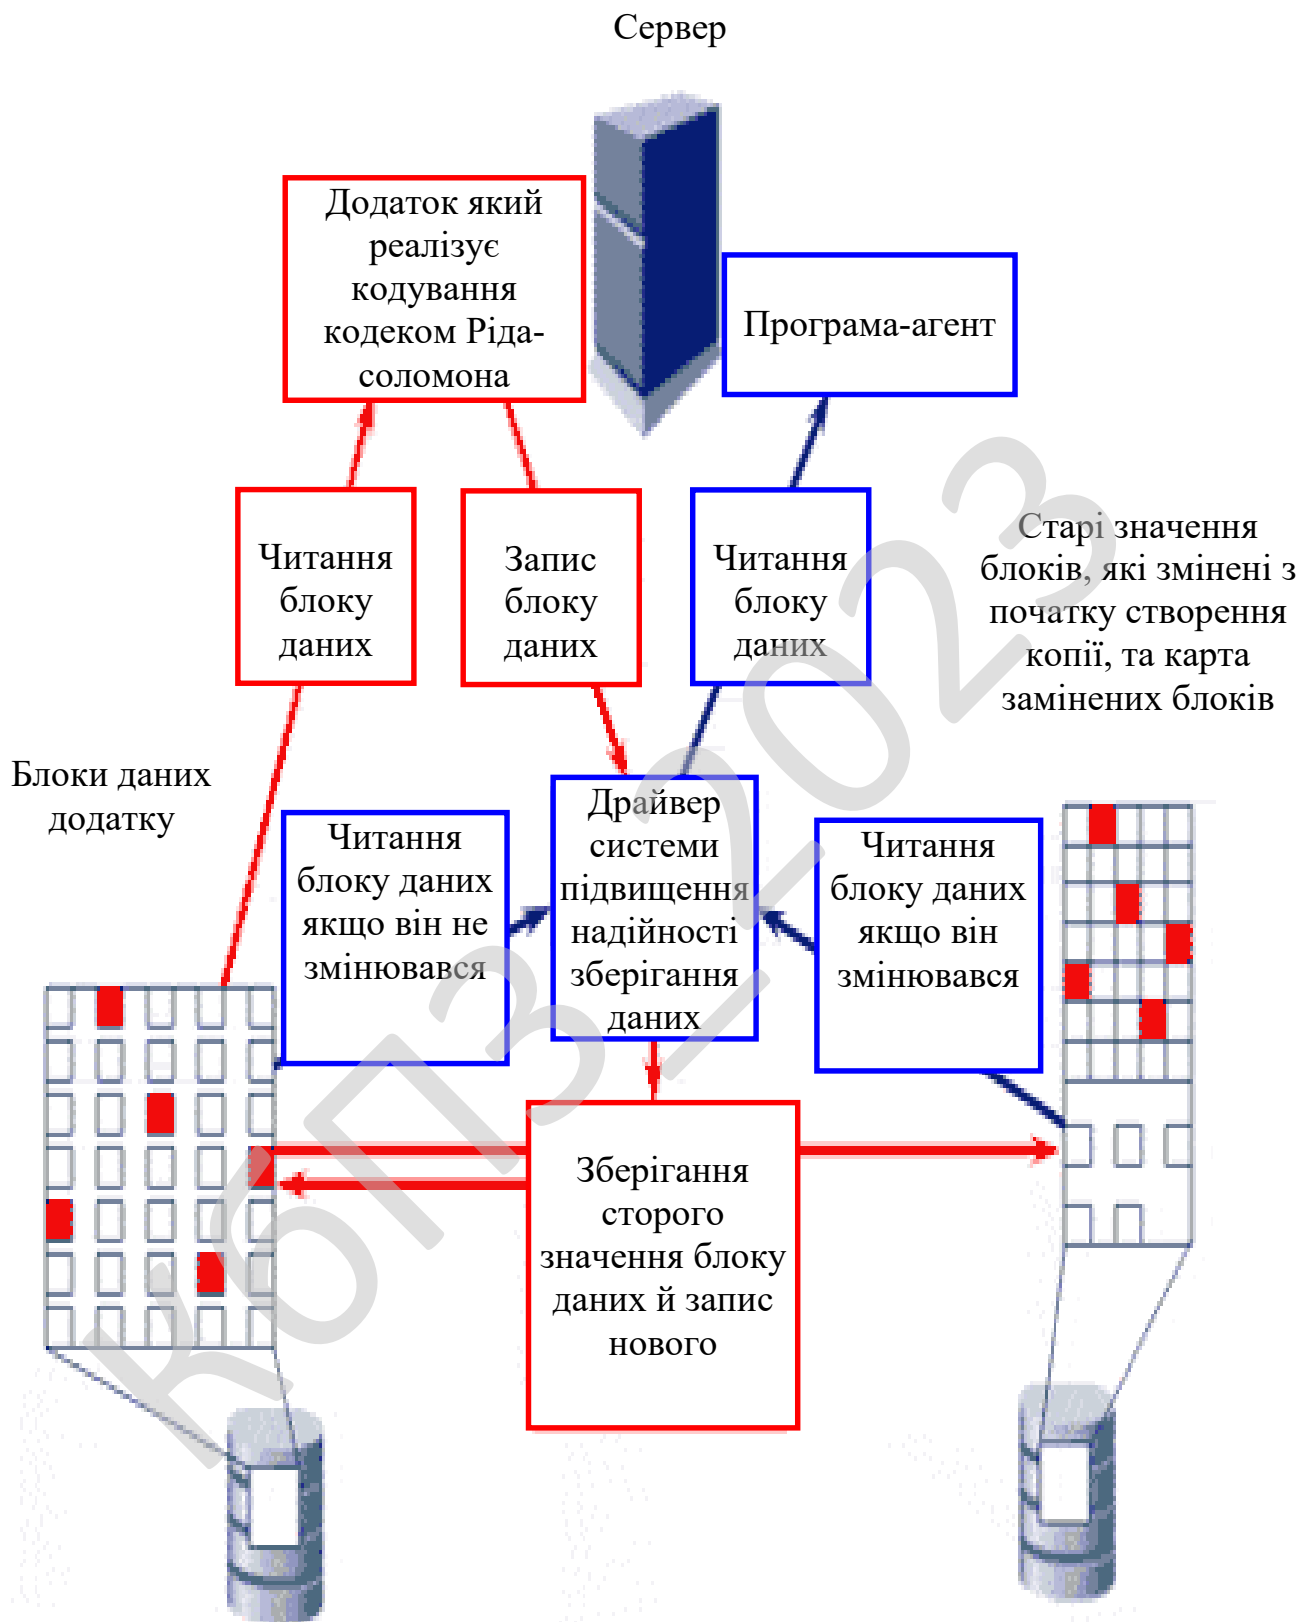 Сервер
Додаток який
реалізує
кодування
кодеком Ріда-
соломона
Програма-агент
Читання
блоку
даних
Запис
блоку
даних
Читання
блоку
даних
Старі значення
блоків, які змінені з
початку створення
копії, та карта
замінених блоків
Блоки даних
додатку
Читання
блоку даних
якщо він не
змінювався
Драйвер
системи
підвищення
надійності
зберігання
даних
Читання
блоку даних
якщо він
змінювався
Зберігання
сторого
значення блоку
даних й запис
нового
КбПЗ_2023